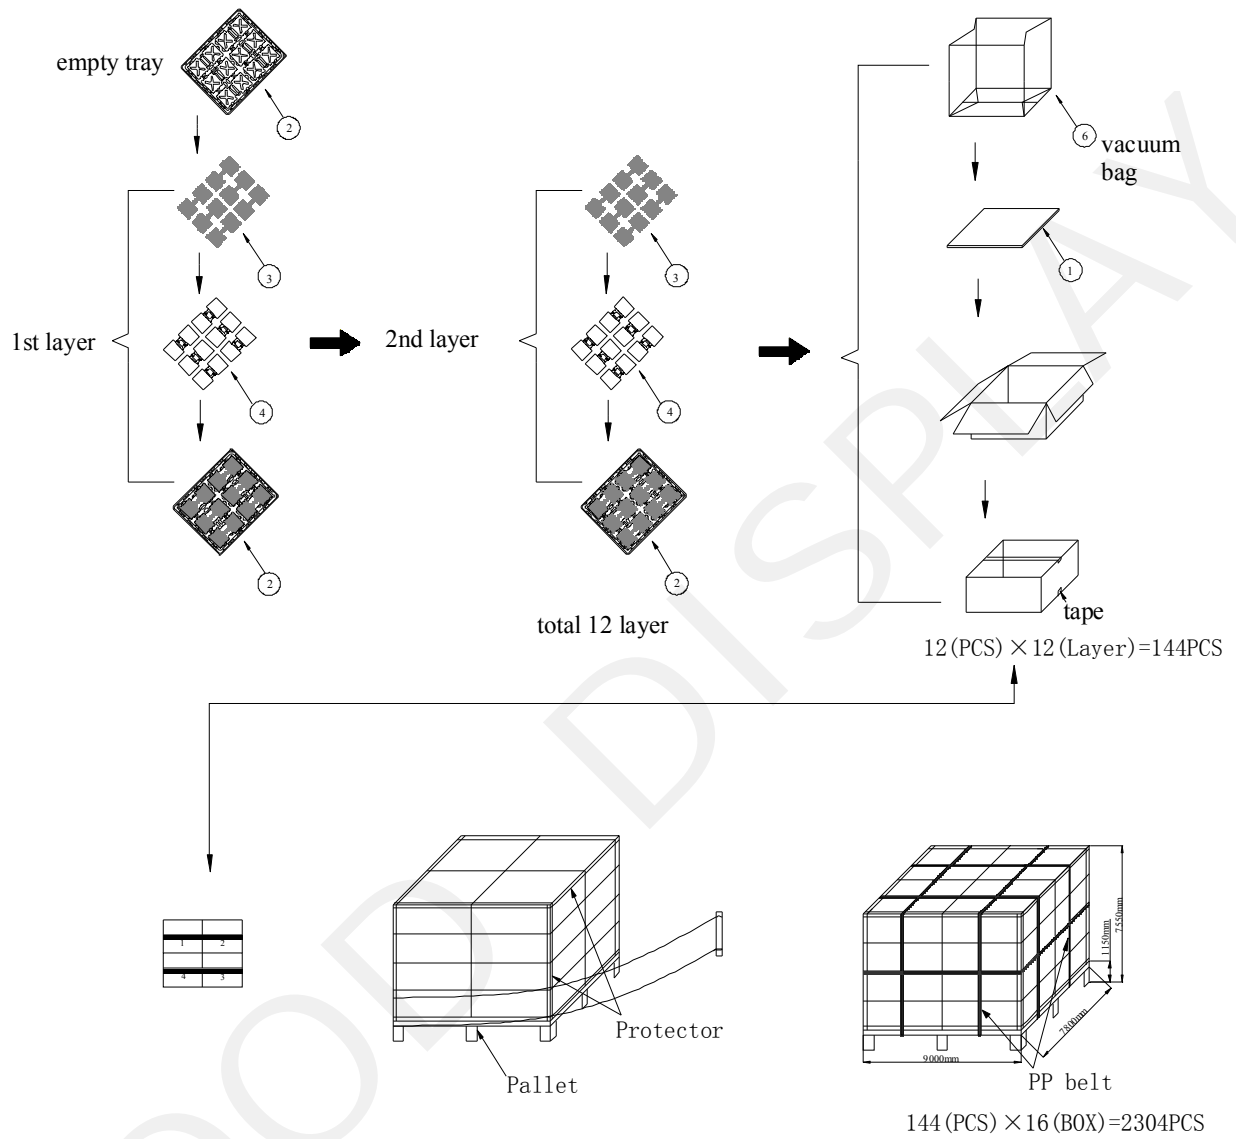 empty tray
2
3
1st layer
4
2
3
2nd layer
4
2
total 12 layer
6
vacuum
bag
1
tape
12(PCS)×12(Layer)=144PCS
1 2
4 3
Protector
Pallet
1150mm
7550mm
7800mm
9000mm
PP belt
144(PCS)×16(BOX)=2304PCS
OOD DISPLAY